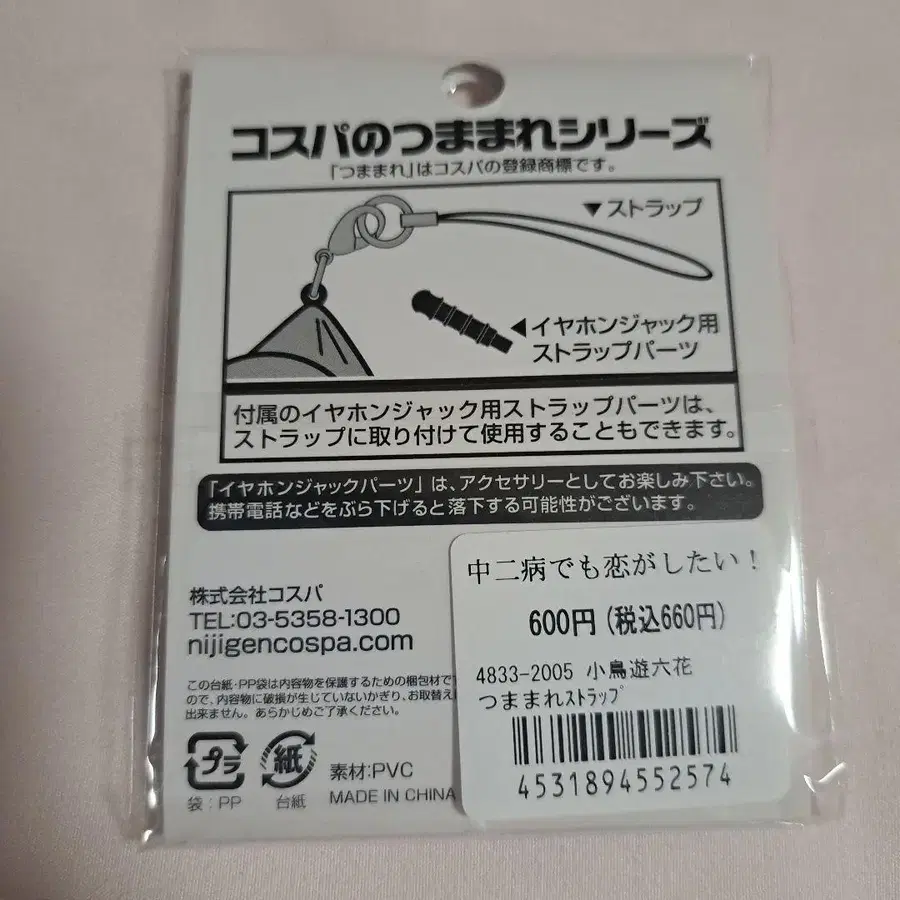 コスパのつままれシリーズ
「つままれ」はコスパの登録商標です。
▼ストラップ
◀イヤホンジャック用
ストラップパーツ
付属のイヤホンジャック用ストラップパーツは、
ストラップに取り付けて使用することもできます。
「イヤホンジャックパーツ」は、アクセサリーとしてお楽しみ下さい。
携帯電話などをぶら下げると落下する可能性がございます。
株式会社コスパ
TEL:03-5358-1300
nijigencospa.com
この台紙・PP袋は内容物を保護するための梱包材で
ので、内容物に破損が生じていないかぎり、お取替え
出来ません。あらかじめご了承ください。
プラ
袋：PP
紙
台紙
素材:PVC
MADE IN CHINA
中二病でも恋がしたい！
600円(税込660円)
4833-2005 小鳥遊六花
つままれｽﾄﾗｯﾌﾟ
4531894552574